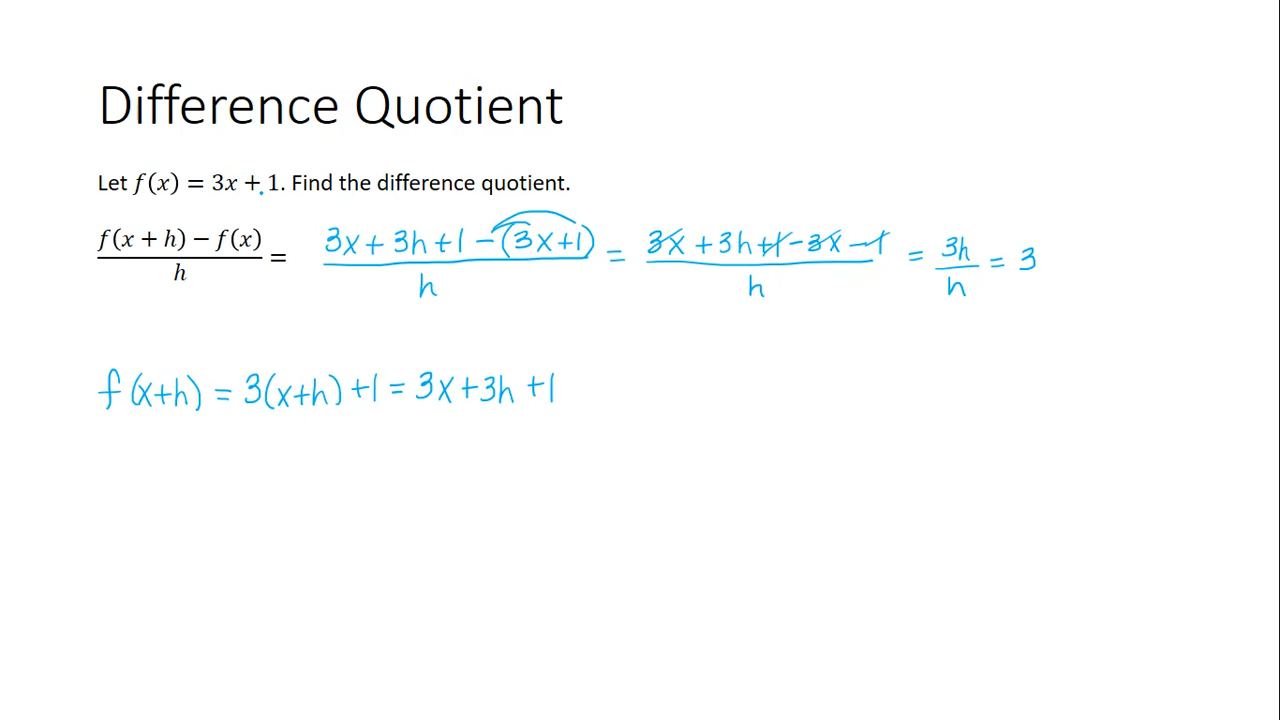 Difference Quotient
Let f(x) = 3x + 1. Find the difference quotient.
f(x + h) − f(x) / h = 3x + 3h + 1 − (3x + 1) / h = 3x + 3h + 1 − 3x − 1 / h = 3h / h = 3
f(x+h) = 3(x+h) + 1 = 3x + 3h + 1